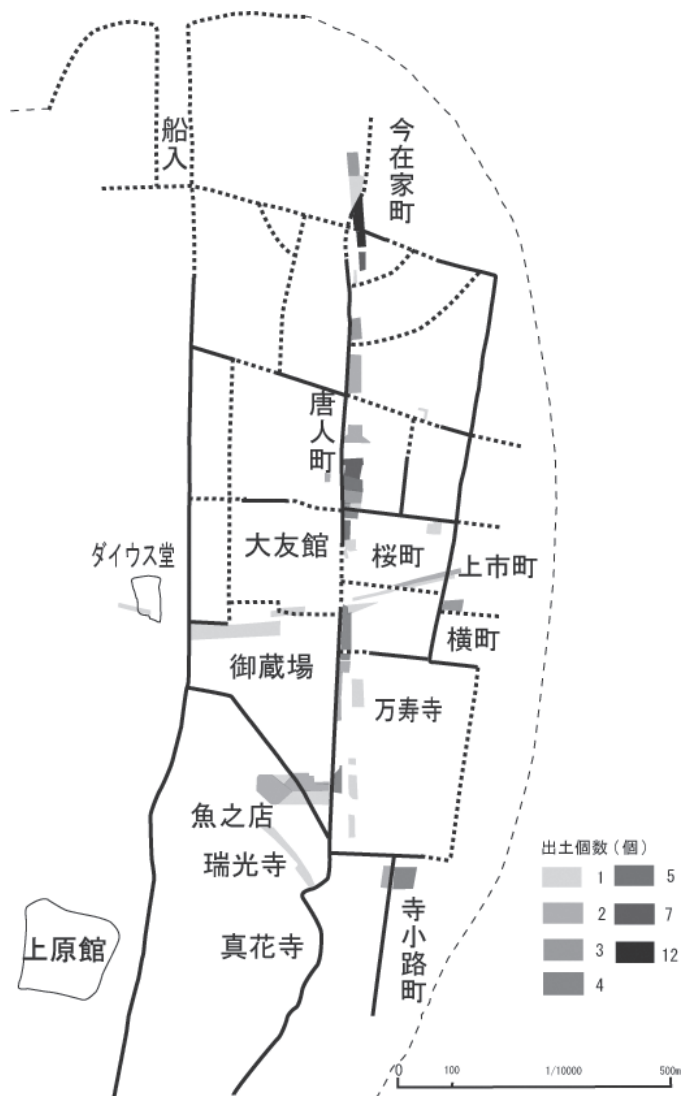 船入
今在家町
唐人町
大友館
桜町
上市町
ダイウス堂
横町
御蔵場
万寿寺
魚之店
瑞光寺
上原館
真花寺
寺小路町
出土個数（個）
1
5
2
7
3
12
4
0 100 1/10000 500m